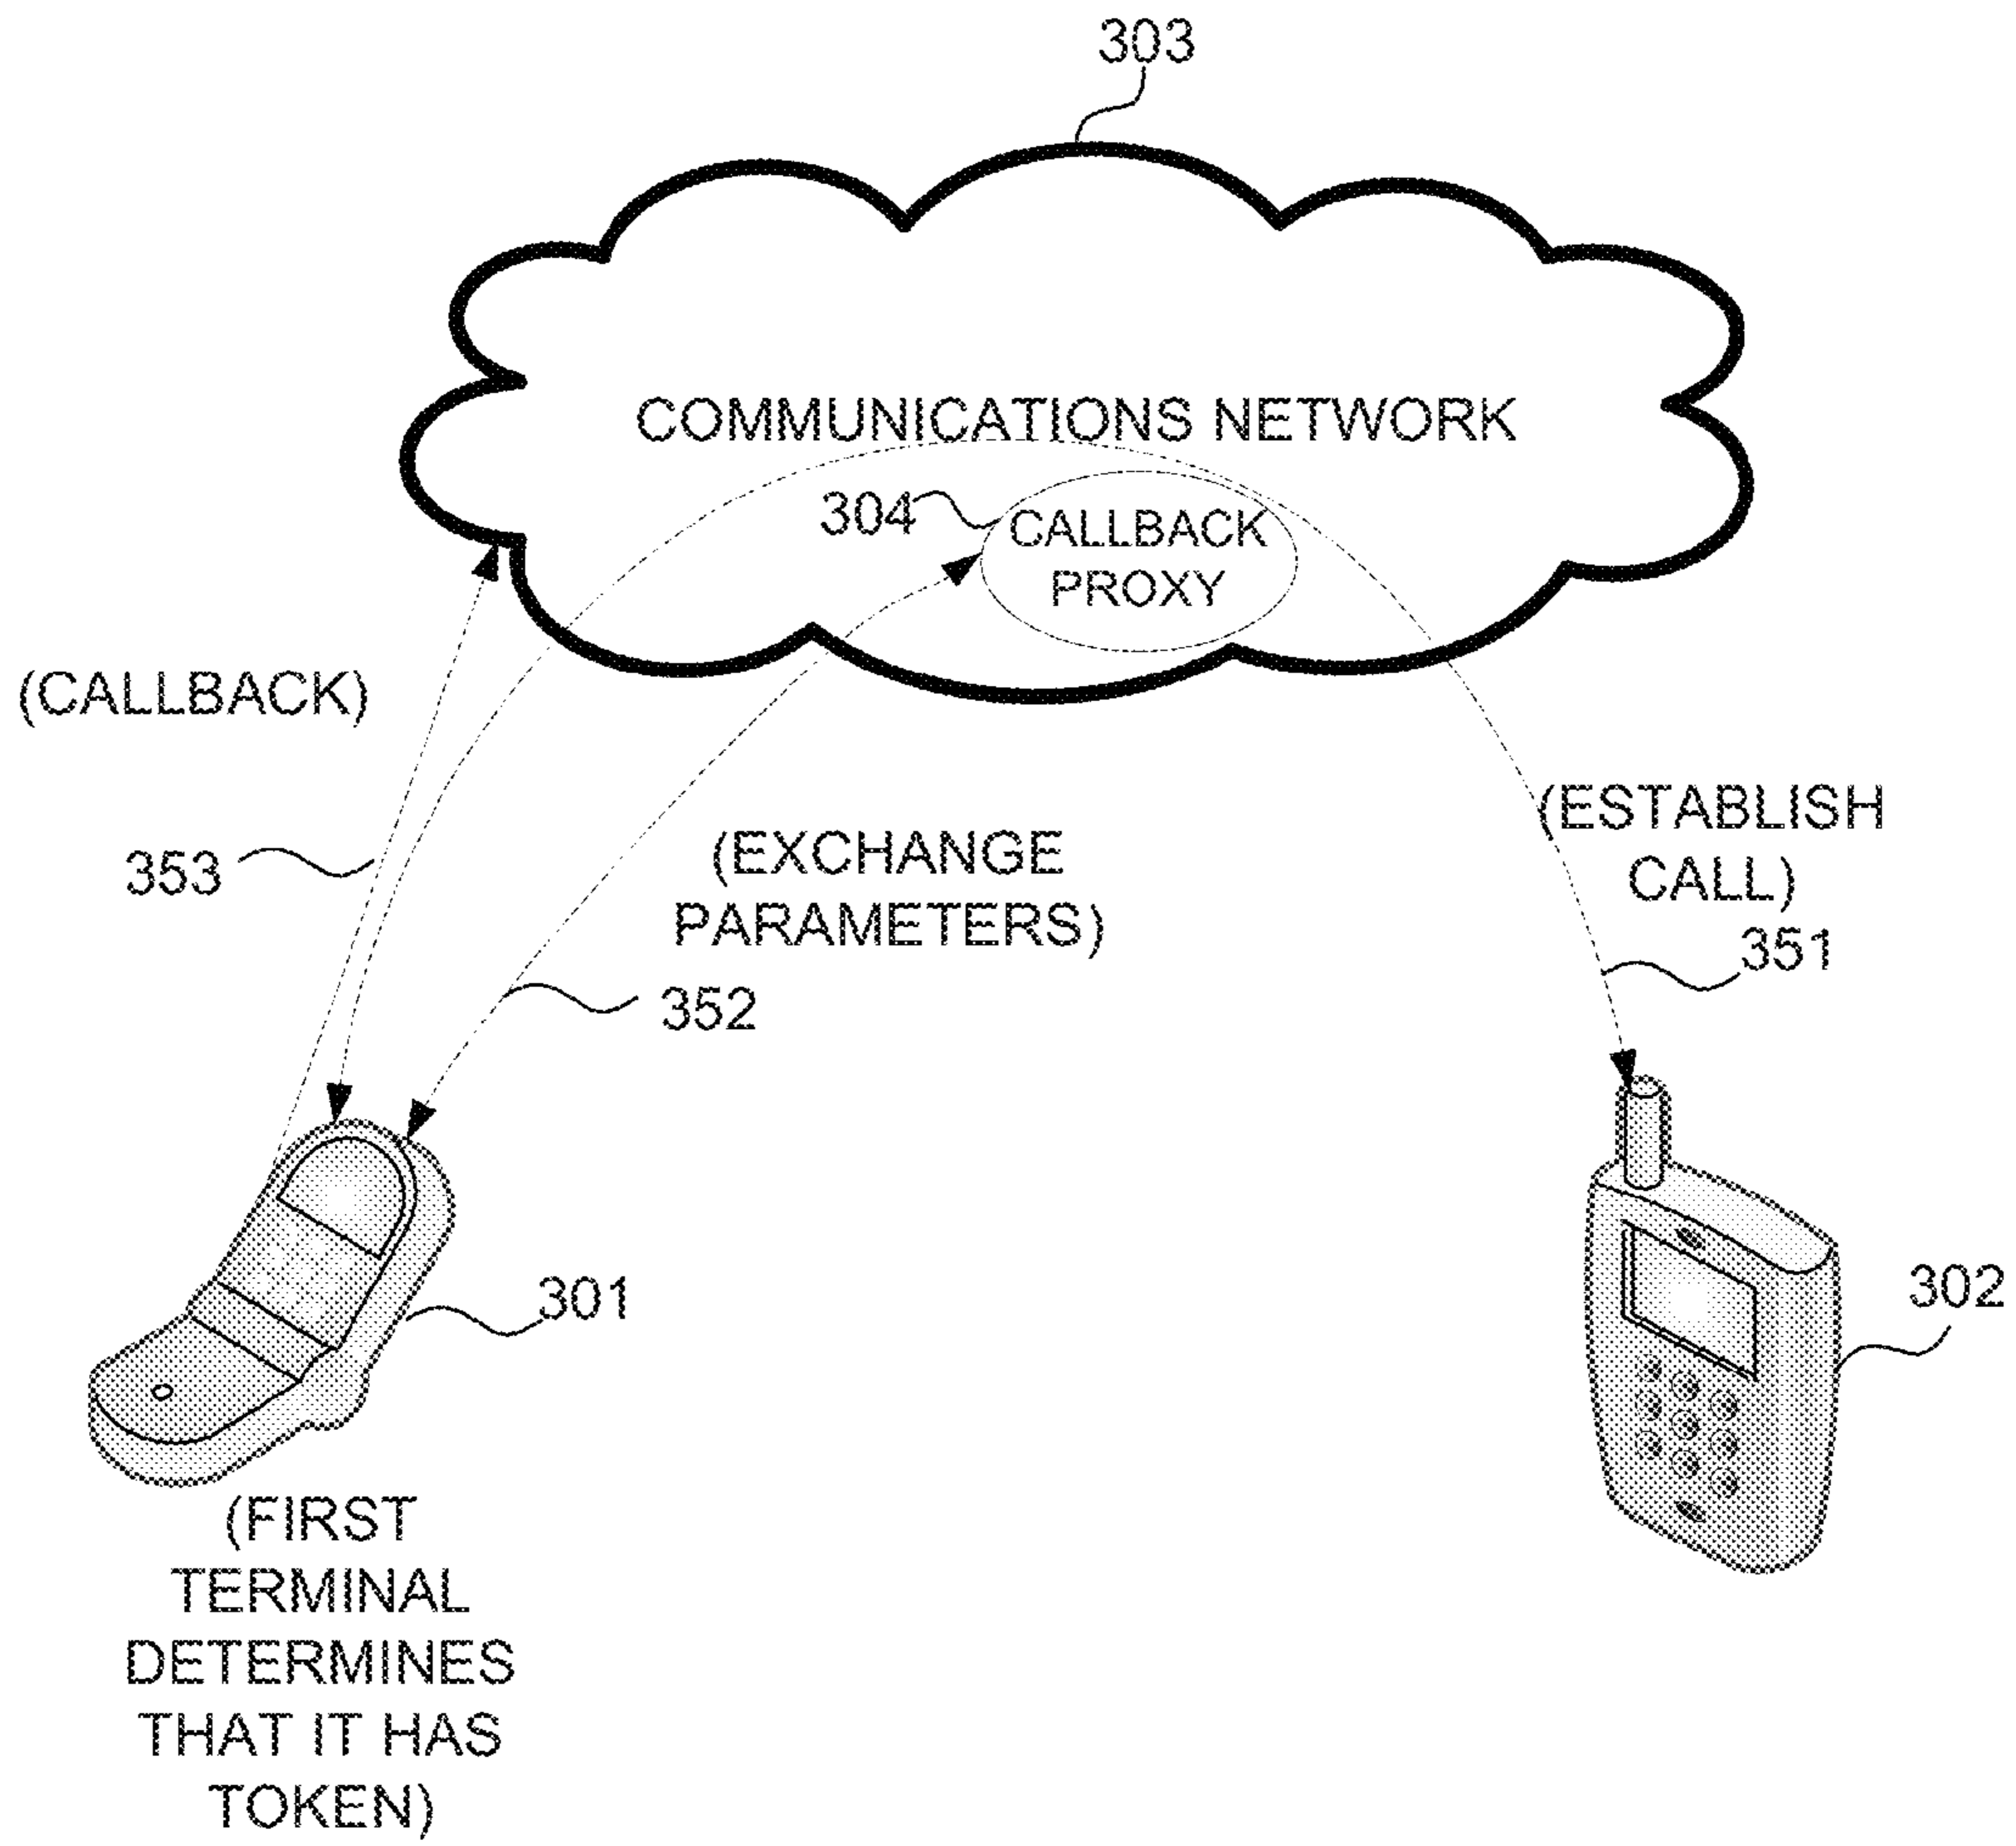 303
COMMUNICATIONS NETWORK
304
CALLBACK
PROXY
(CALLBACK)
353
(EXCHANGE
PARAMETERS)
352
(ESTABLISH
CALL)
351
301
302
(FIRST
TERMINAL
DETERMINES
THAT IT HAS
TOKEN)